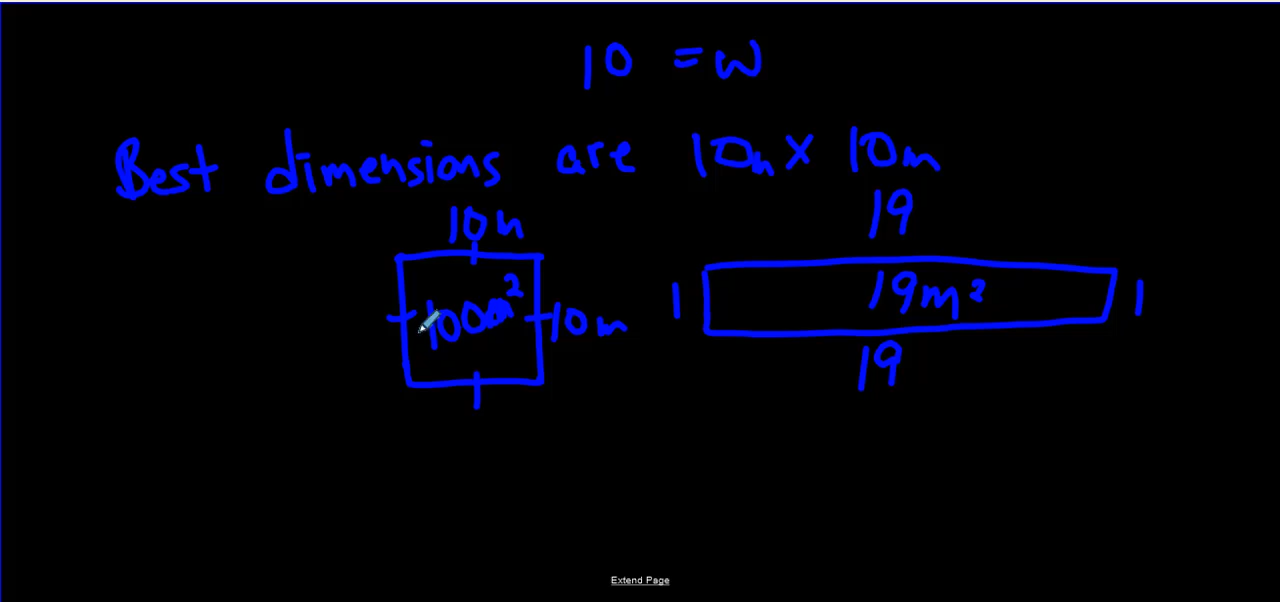 10 = w
Best dimensions are 10m x 10m
10m
19
100m²
10m
1
19m²
1
19
Extend Page